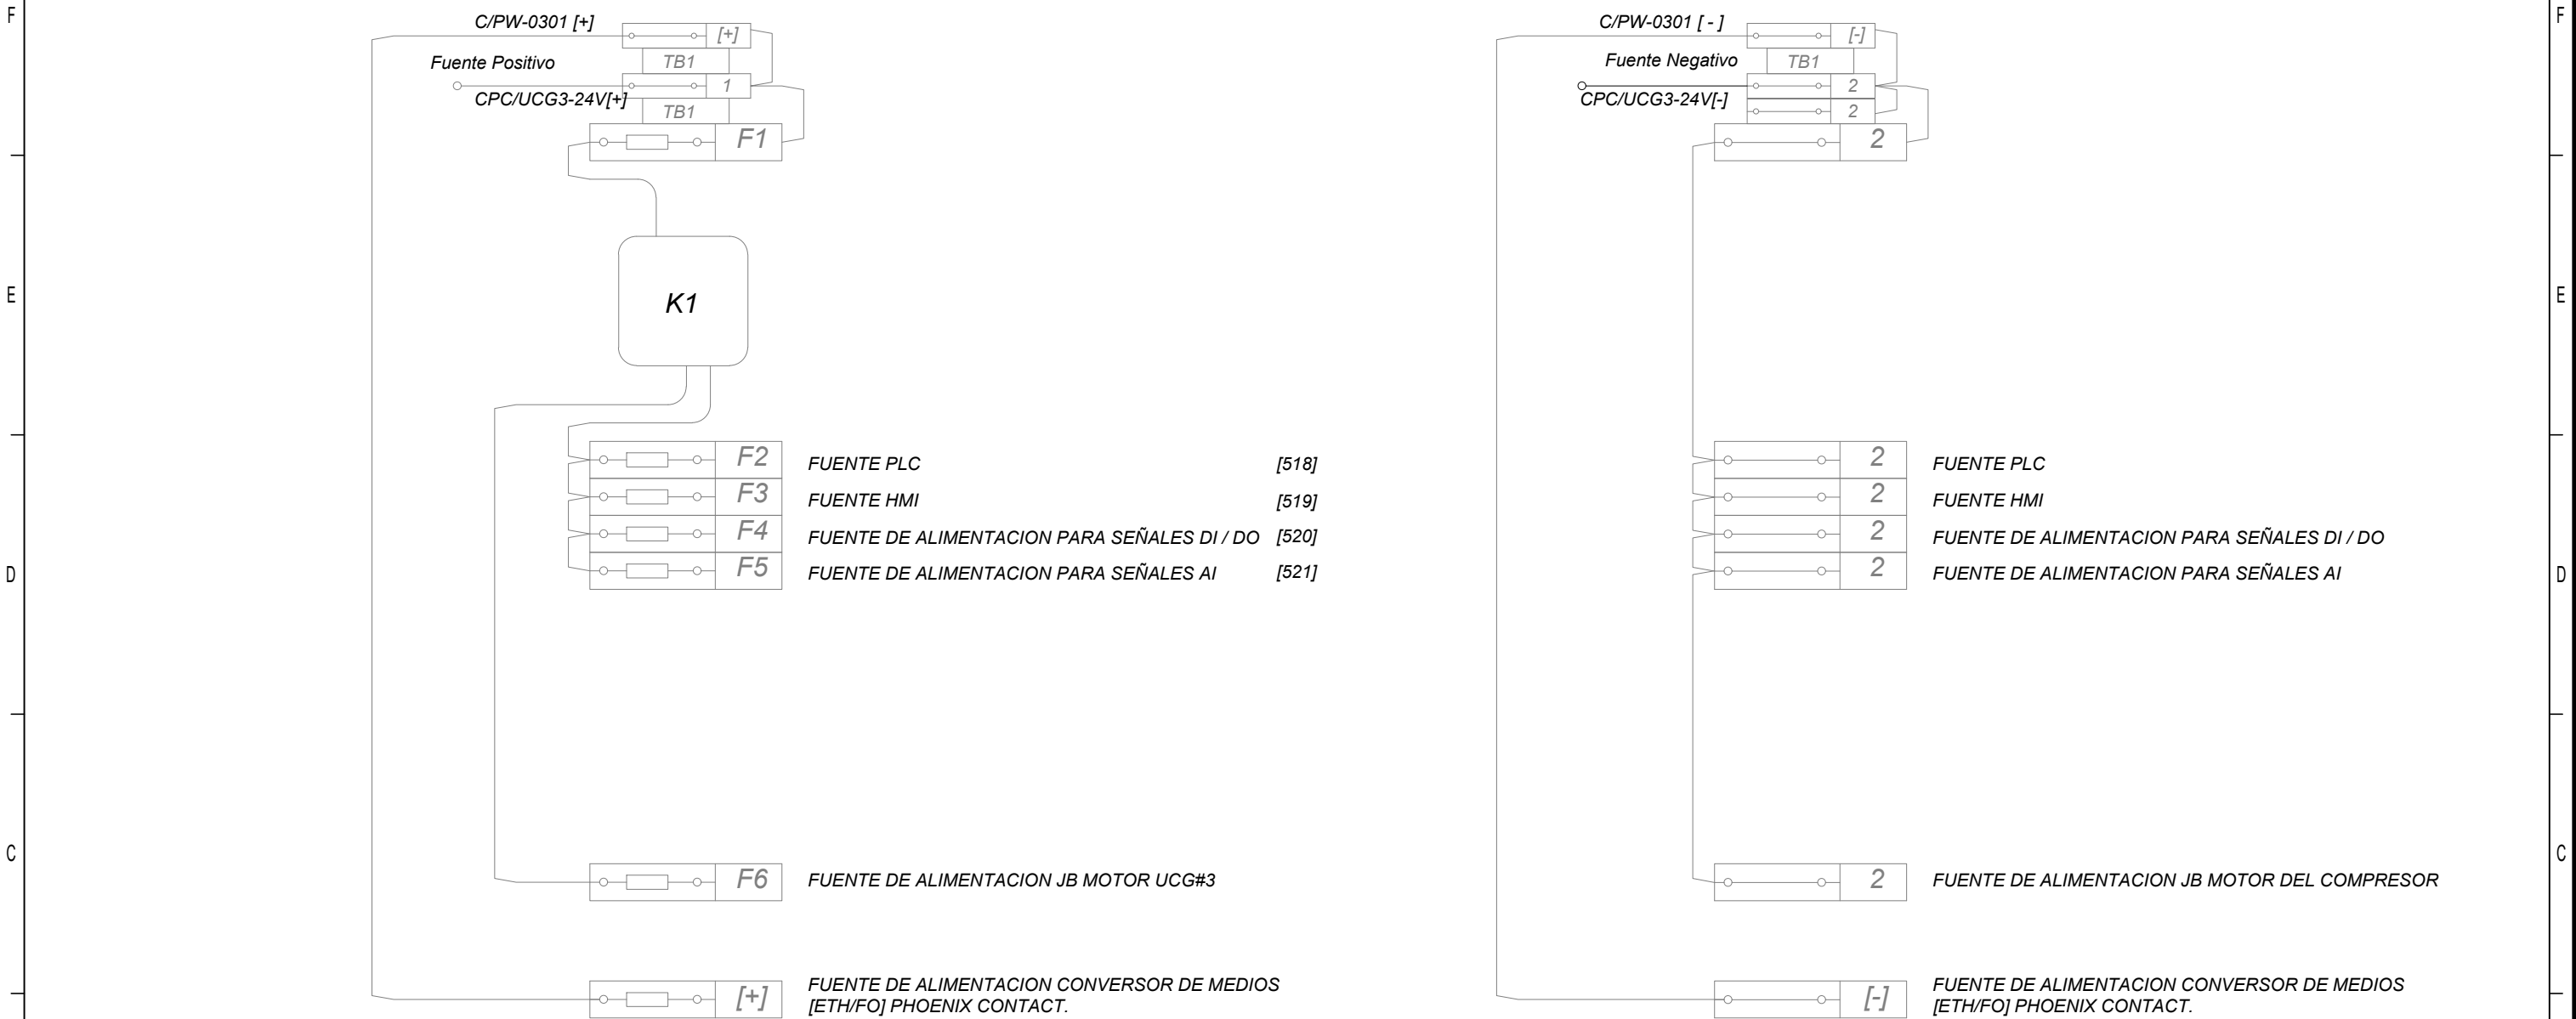 F
C/PW-0301 [+]
[+]
Fuente Positivo
TB1
1
CPC/UCG3-24V[+]
TB1
F1
C/PW-0301 [ - ]
[-]
Fuente Negativo
TB1
2
CPC/UCG3-24V[-]
2
2
F
E
K1
E
F2 FUENTE PLC [518]
F3 FUENTE HMI [519]
F4 FUENTE DE ALIMENTACION PARA SEÑALES DI / DO [520]
F5 FUENTE DE ALIMENTACION PARA SEÑALES AI [521]
2 FUENTE PLC
2 FUENTE HMI
2 FUENTE DE ALIMENTACION PARA SEÑALES DI / DO
2 FUENTE DE ALIMENTACION PARA SEÑALES AI
D
D
C
F6 FUENTE DE ALIMENTACION JB MOTOR UCG#3
2 FUENTE DE ALIMENTACION JB MOTOR DEL COMPRESOR
C
[+] FUENTE DE ALIMENTACION CONVERSOR DE MEDIOS
[ETH/FO] PHOENIX CONTACT.
[-] FUENTE DE ALIMENTACION CONVERSOR DE MEDIOS
[ETH/FO] PHOENIX CONTACT.